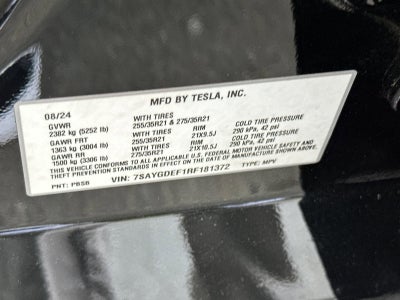 MFD BY TESLA, INC.
08/24
GVWR WITH TIRES
2382 kg (5252 lb) 255/35R21 & 275/35R21
GAWR FRT WITH TIRES RIM COLD TIRE PRESSURE
1363 kg (3004 lb) 255/35R21 21X9.5J 290 kPa, 42 psi
GAWR RR WITH TIRES RIM COLD TIRE PRESSURE
1500 kg (3306 lb) 275/35R21 21X10.5J 290 kPa, 42 psi
THIS VEHICLE CONFORMS TO ALL APPLICABLE U.S. FEDERAL MOTOR VEHICLE SAFETY AND
THEFT PREVENTION STANDARDS IN EFFECT ON THE DATE OF MANUFACTURE SHOWN ABOVE.
PNT: PBSB VIN: 7SAYGDEF1RF181372 TYPE: MPV